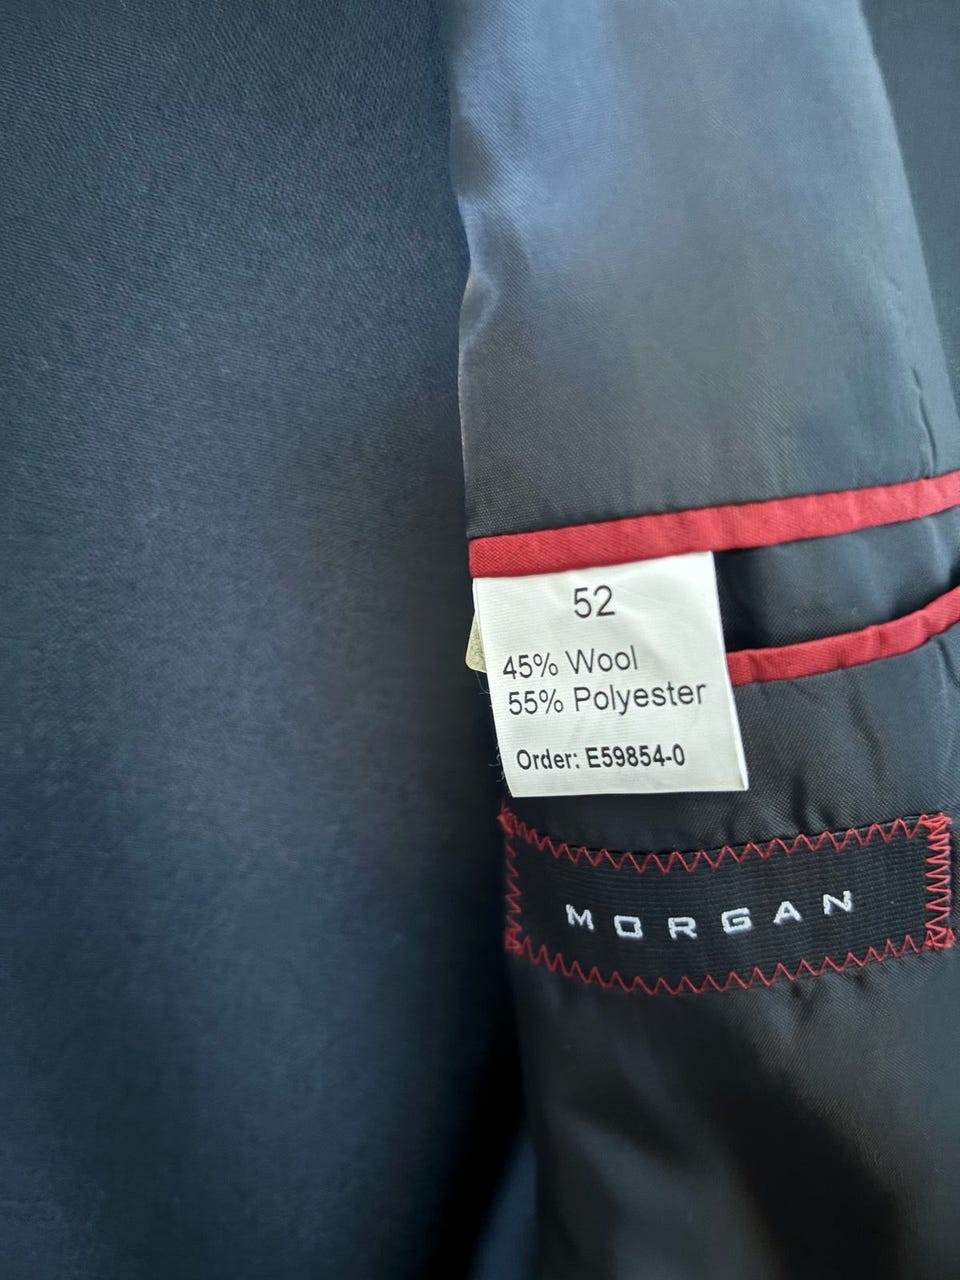 52
45% Wool
55% Polyester
Order: E59854-0
MORGAN